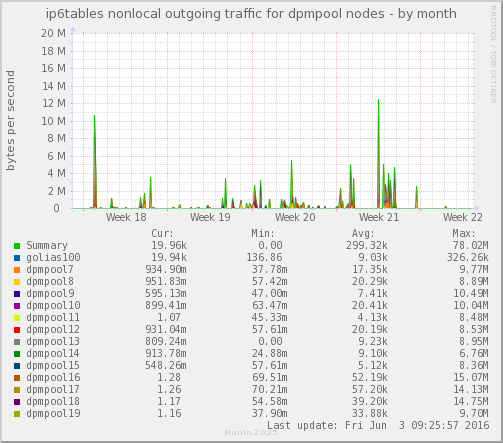 ip6tables nonlocal outgoing traffic for dpmpool nodes - by month
RRDTOOL / TOBI OETIKER
bytes per second
20 M
18 M
16 M
14 M
12 M
10 M
8 M
6 M
4 M
2 M
0
Week 18 Week 19 Week 20 Week 21 Week 22
Cur: Min: Avg: Max:
Summary 19.96k 0.00 299.32k 78.02M
golias100 19.94k 136.86 9.03k 326.26k
dpmpool7 934.90m 37.78m 17.35k 9.77M
dpmpool8 951.83m 57.42m 20.29k 8.89M
dpmpool9 595.13m 47.00m 7.41k 10.49M
dpmpool10 899.41m 63.47m 20.41k 10.04M
dpmpool11 1.07 45.33m 4.13k 8.48M
dpmpool12 931.04m 57.61m 20.19k 8.53M
dpmpool13 809.24m 0.00 9.23k 8.95M
dpmpool14 913.78m 24.88m 9.10k 6.76M
dpmpool15 548.26m 57.61m 5.12k 8.36M
dpmpool16 1.28 69.51m 52.19k 15.07M
dpmpool17 1.26 70.21m 57.20k 14.13M
dpmpool18 1.17 54.58m 39.20k 14.75M
dpmpool19 1.16 37.90m 33.88k 9.70M
Last update: Fri Jun 3 09:25:57 2016
Munin 2.0.25